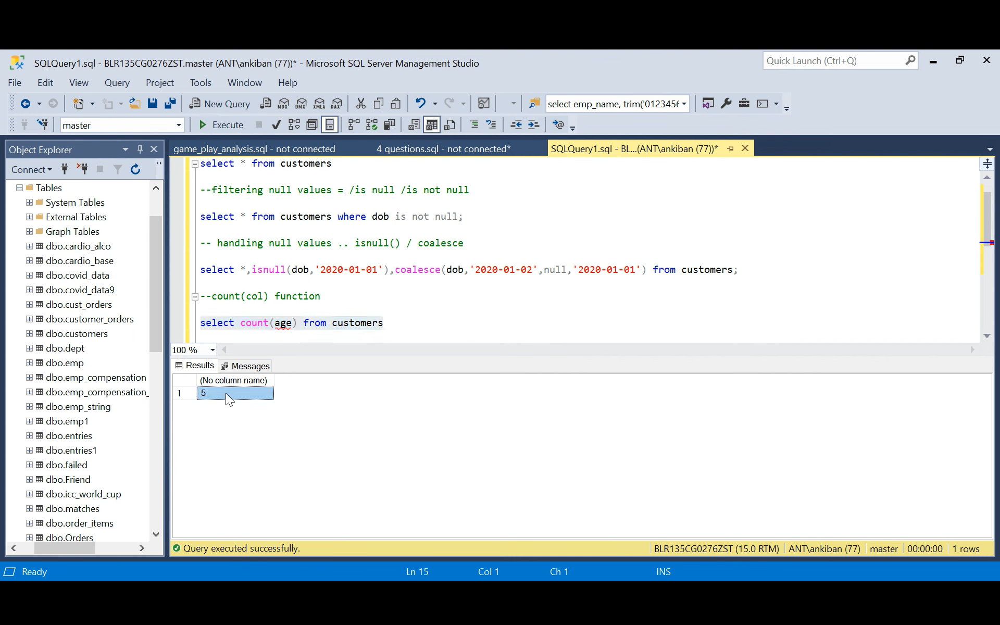 SQLQuery1.sql - BLR135CG0276ZST.master (ANT\ankiban (77))* - Microsoft SQL Server Management Studio
Quick Launch (Ctrl+Q)
File Edit View Query Project Tools Window Help
New Query MDX DMX XMLA DAX select emp_name, trim('0123456
master Execute
Object Explorer
game_play_analysis.sql - not connected 4 questions.sql - not connected* SQLQuery1.sql - BL...(ANT\ankiban (77))*
Connect
Tables
System Tables
External Tables
Graph Tables
dbo.cardio_alco
dbo.cardio_base
dbo.covid_data
dbo.covid_data9
dbo.cust_orders
dbo.customer_orders
dbo.customers
dbo.dept
dbo.emp
dbo.emp_compensation
dbo.emp_compensation_
dbo.emp_string
dbo.emp1
dbo.entries
dbo.entries1
dbo.failed
dbo.Friend
dbo.icc_world_cup
dbo.matches
dbo.order_items
dbo.Orders
select * from customers
--filtering null values = /is null /is not null
select * from customers where dob is not null;
-- handling null values .. isnull() / coalesce
select *,isnull(dob,'2020-01-01'),coalesce(dob,'2020-01-02',null,'2020-01-01') from customers;
--count(col) function
select count(age) from customers
100 %
Results Messages
(No column name)
1 5
Query executed successfully. BLR135CG0276ZST (15.0 RTM) ANT\ankiban (77) master 00:00:00 1 rows
Ready Ln 15 Col 1 Ch 1 INS